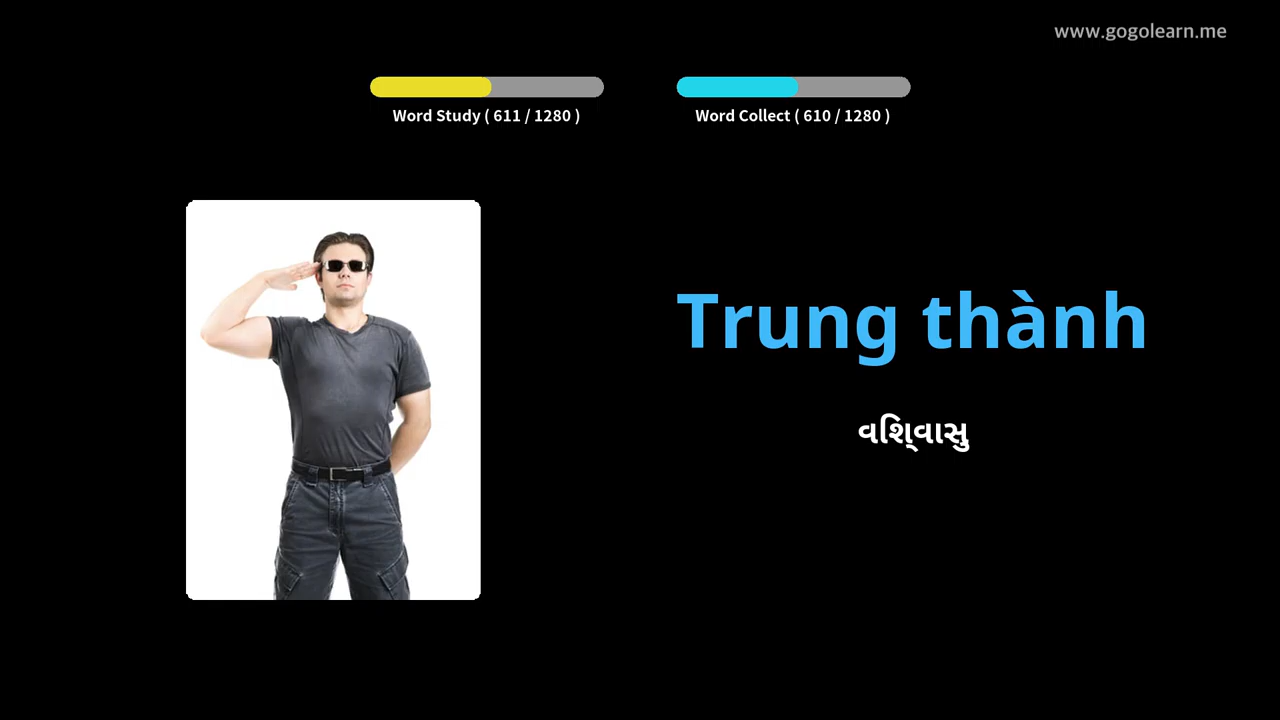 www.gogolearn.me
Word Study ( 611 / 1280 )
Word Collect ( 610 / 1280 )
Trung thành
વશ્વિાસુ